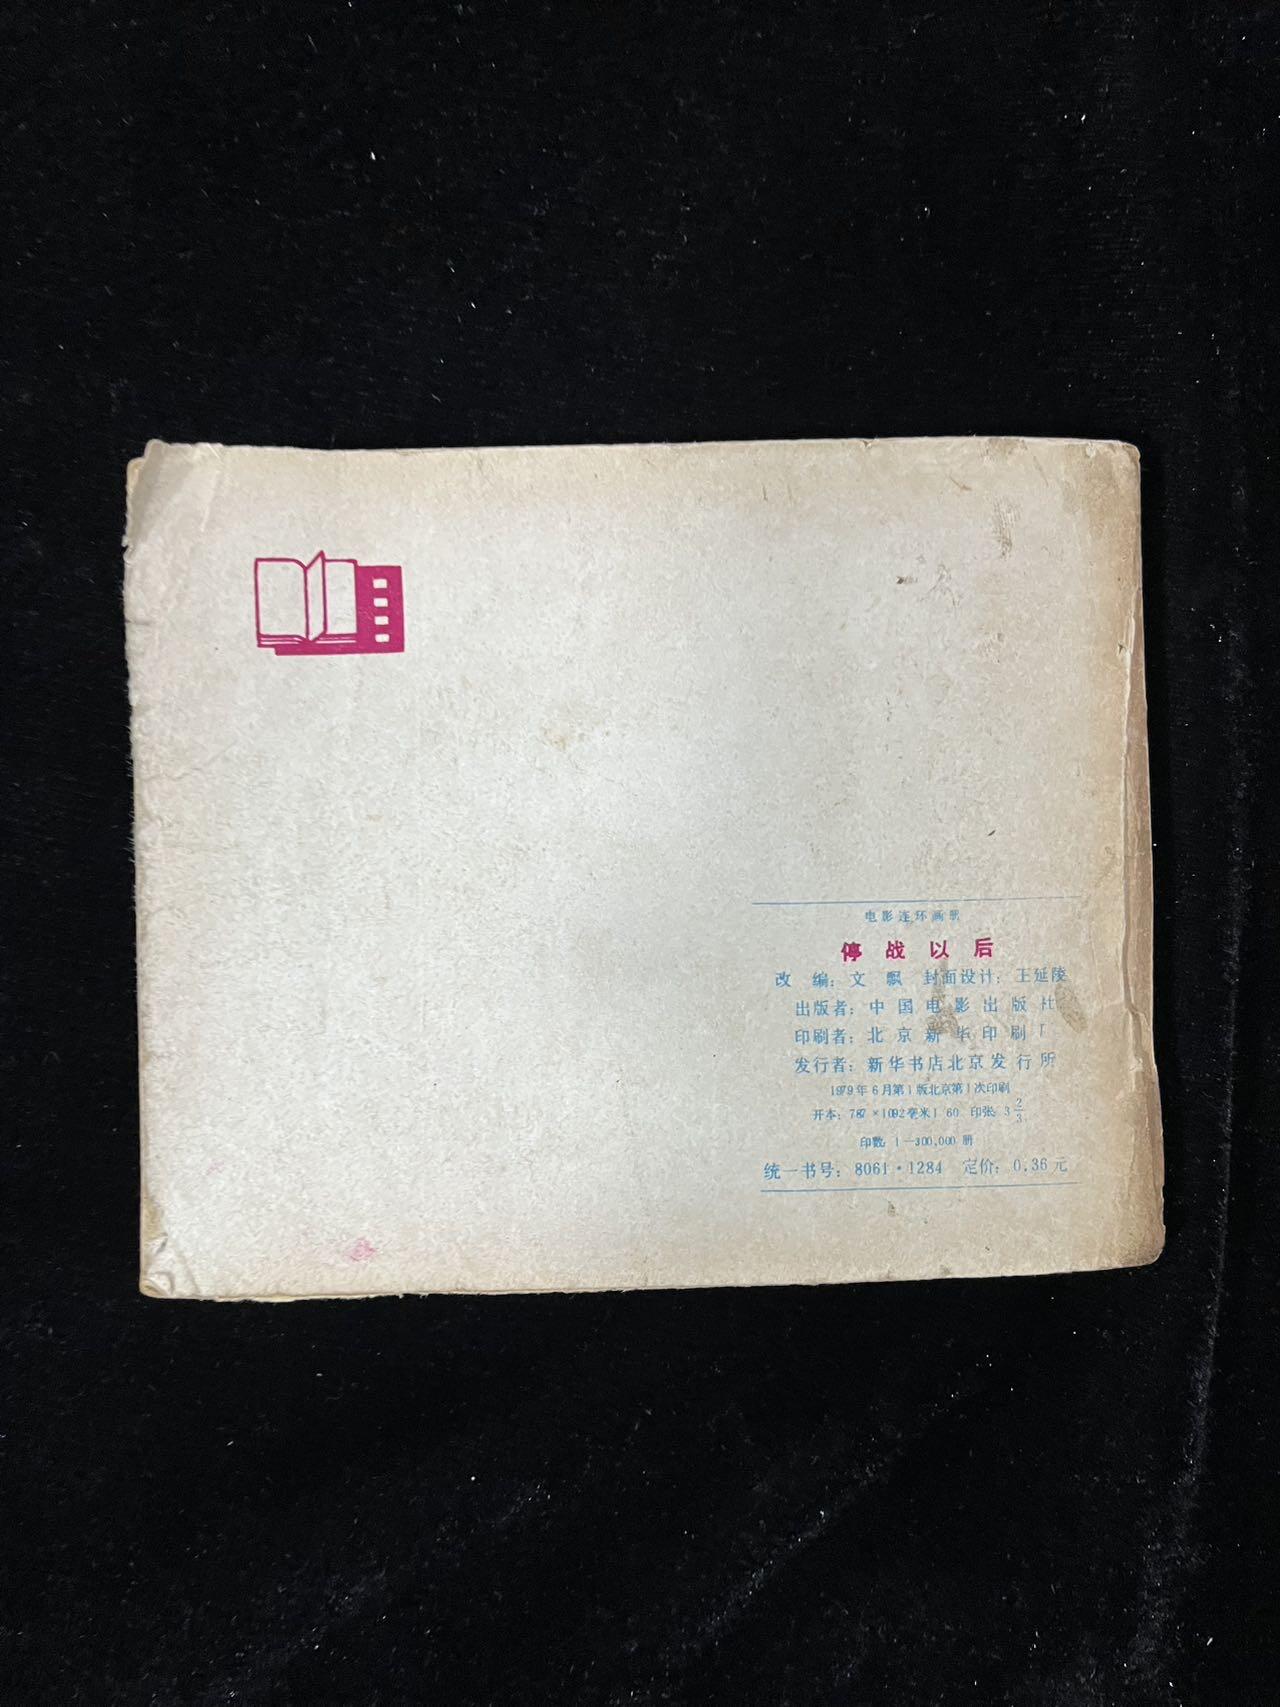 电影连环画册
停战以后
改 编：文 飘 封面设计：王延陵
出版者：中国电影出版社
印刷者：北京新华印刷厂
发行者：新华书店北京发行所
1979年6月第1版北京第1次印刷
开本：787×1092毫米1/60 印张：3 2/3
印数：1—300,000册
统一书号：8061·1284 定价：0.36元